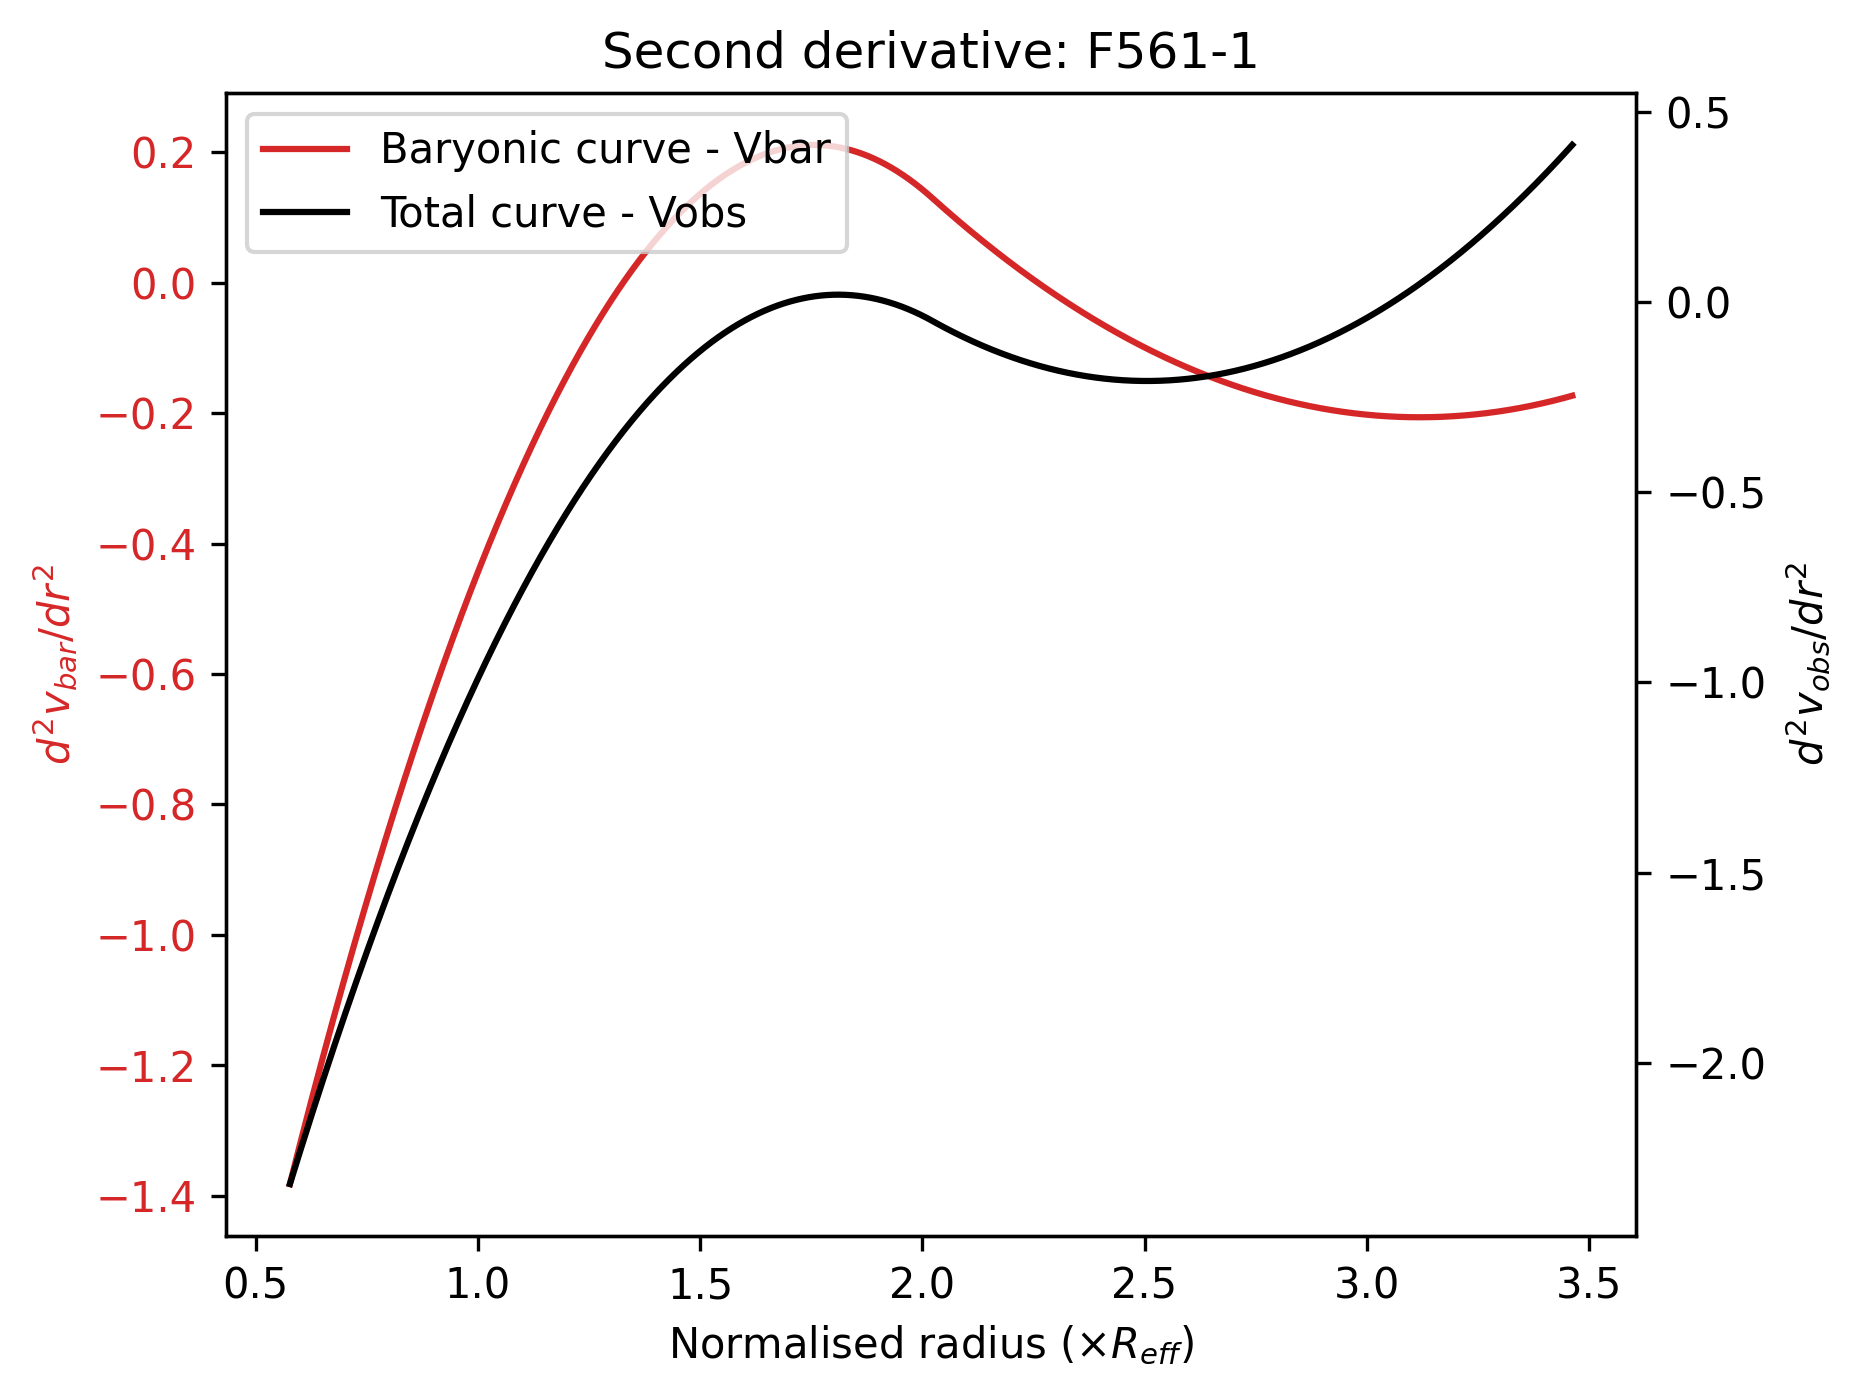 Second derivative: F561-1
Baryonic curve - Vbar
Total curve - Vobs
0.2
0.0
−0.2
−0.4
−0.6
−0.8
−1.0
−1.2
−1.4
d²v_bar/dr²
0.5
0.0
−0.5
−1.0
−1.5
−2.0
d²v_obs/dr²
0.5 1.0 1.5 2.0 2.5 3.0 3.5
Normalised radius (×R_eff)